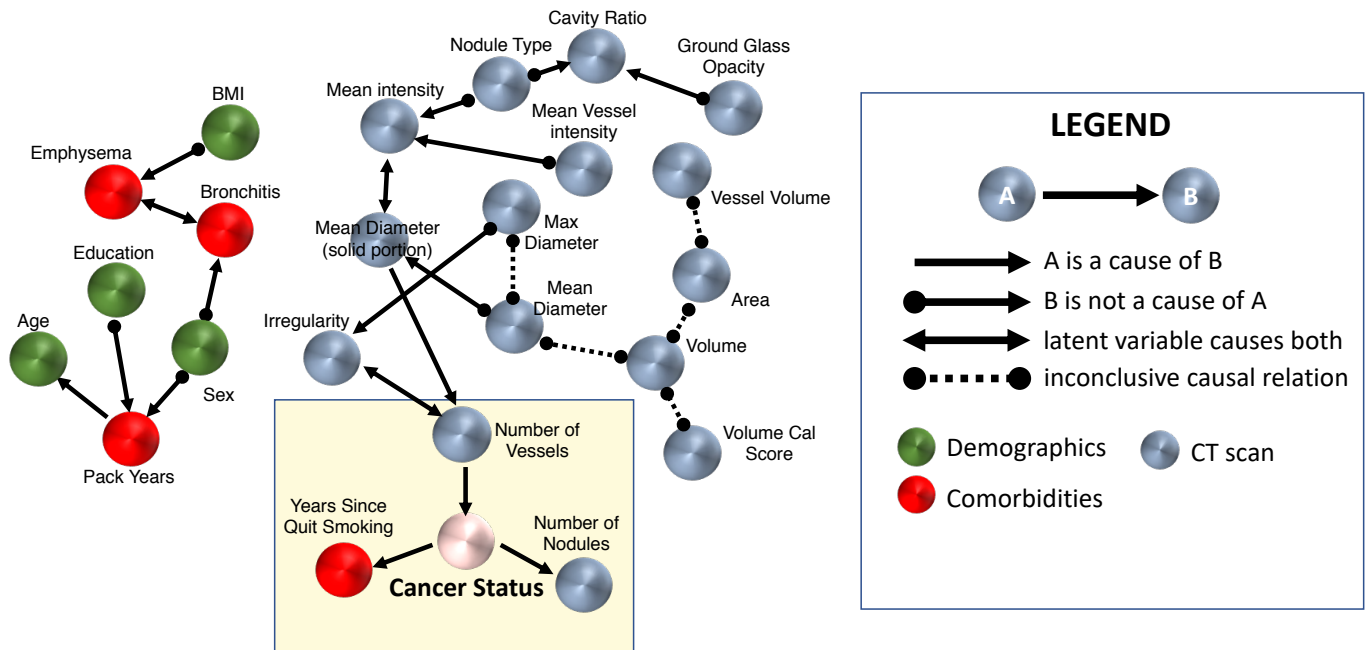 Cavity Ratio
Nodule Type
Ground Glass
Opacity
BMI
Mean intensity
Mean Vessel
intensity
Emphysema
Bronchitis
Vessel Volume
Mean Diameter
(solid portion)
Max
Diameter
Education
Mean
Diameter
Area
Age
Irregularity
Volume
Sex
Number of
Vessels
Volume Cal
Score
Pack Years
Years Since
Quit Smoking
Number of
Nodules
Cancer Status
LEGEND
A
B
A is a cause of B
B is not a cause of A
latent variable causes both
inconclusive causal relation
Demographics
CT scan
Comorbidities